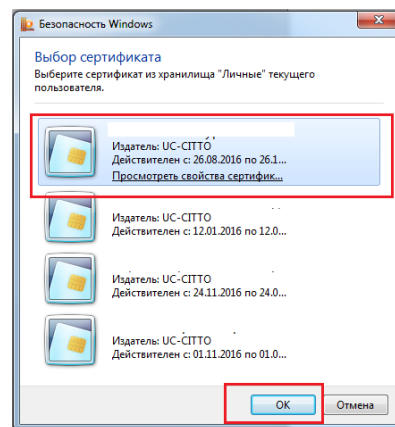 Безопасность Windows
Выбор сертификата
Выберите сертификат из хранилища "Личные" текущего
пользователя.
Издатель: UC-CITTO
Действителен с: 26.08.2016 по 26.1...
Просмотреть свойства сертифик...
Издатель: UC-CITTO
Действителен с: 12.01.2016 по 12.0...
Издатель: UC-CITTO
Действителен с: 24.11.2016 по 24.0...
Издатель: UC-CITTO
Действителен с: 01.11.2016 по 01.0...
OK
Отмена